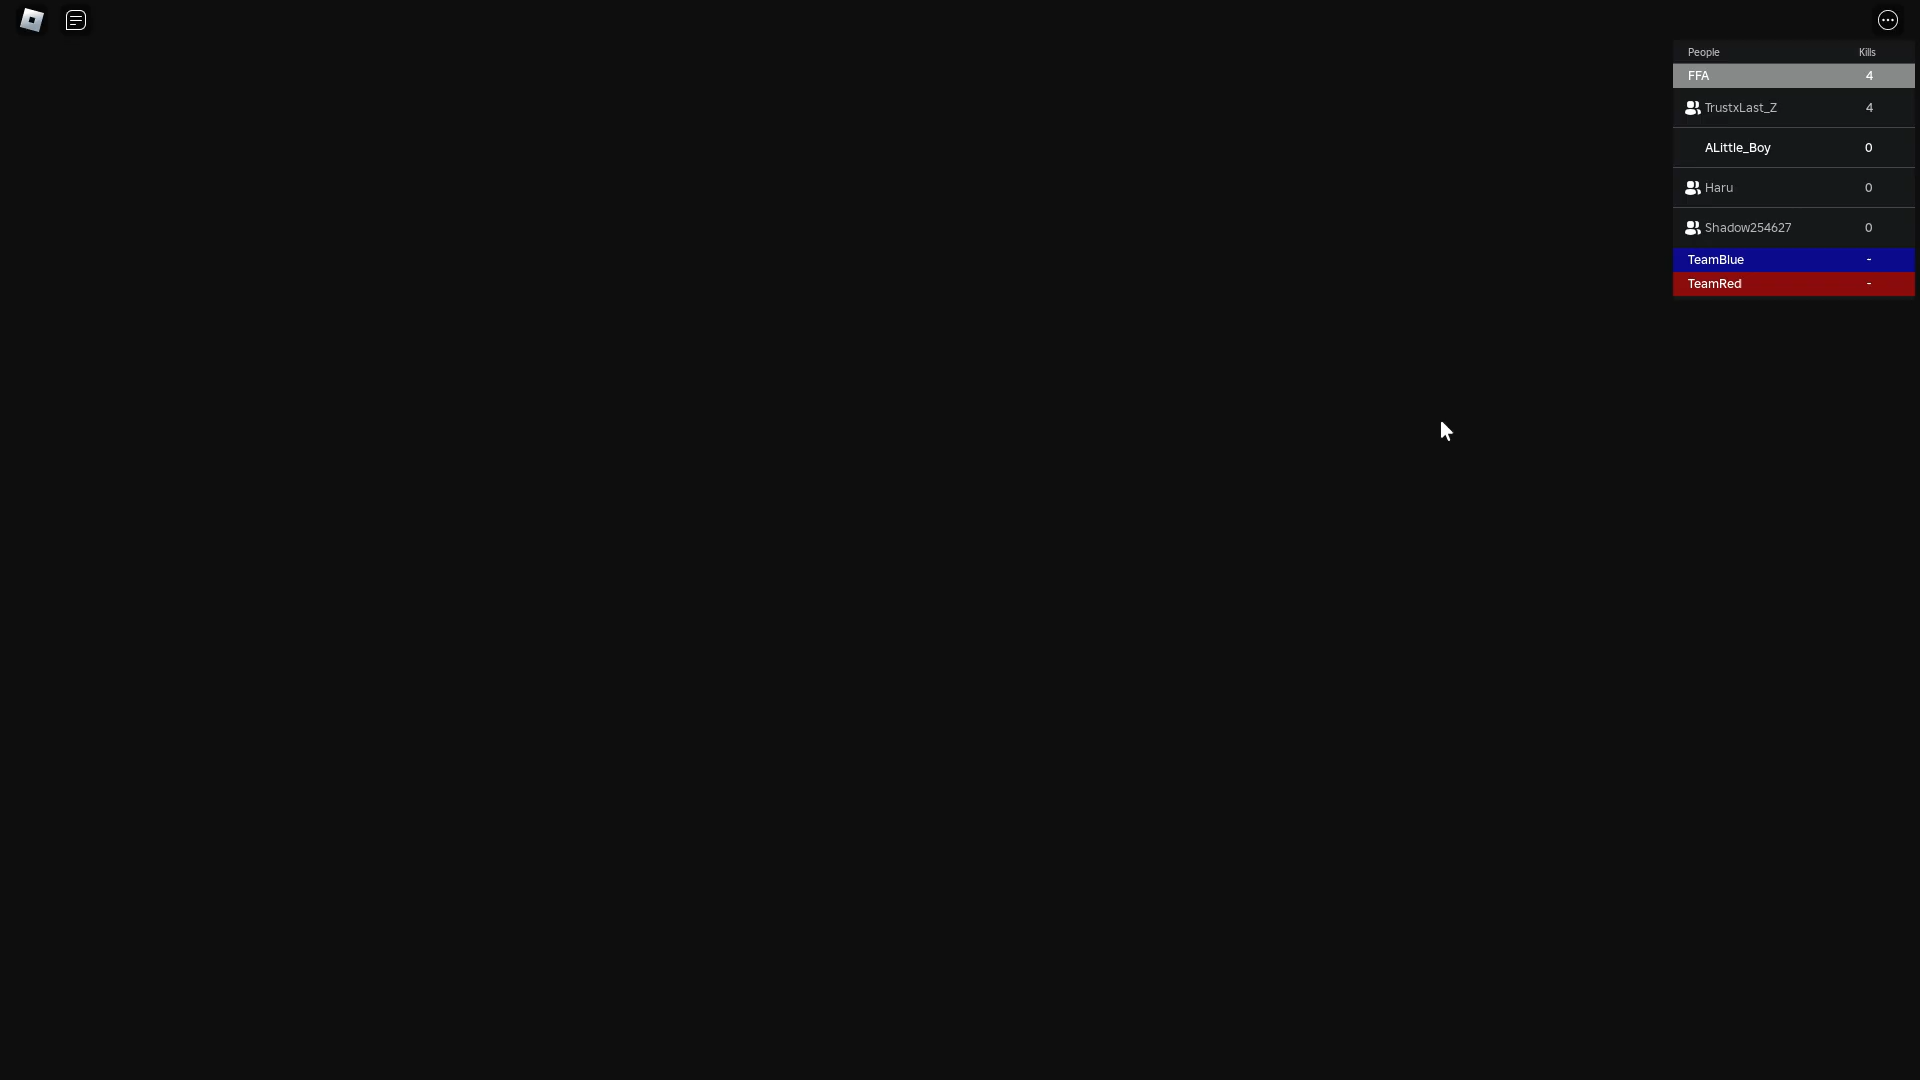 People Kills
FFA 4
TrustxLast_Z 4
ALittle_Boy 0
Haru 0
Shadow254627 0
TeamBlue -
TeamRed -